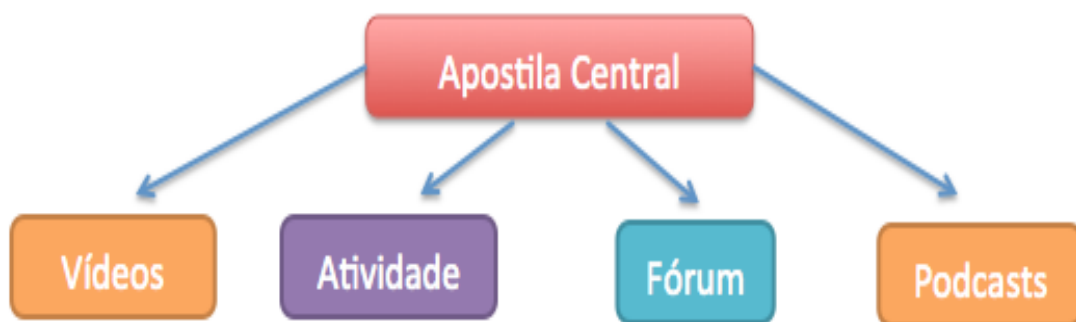 Apostila Central
Vídeos
Atividade
Fórum
Podcasts